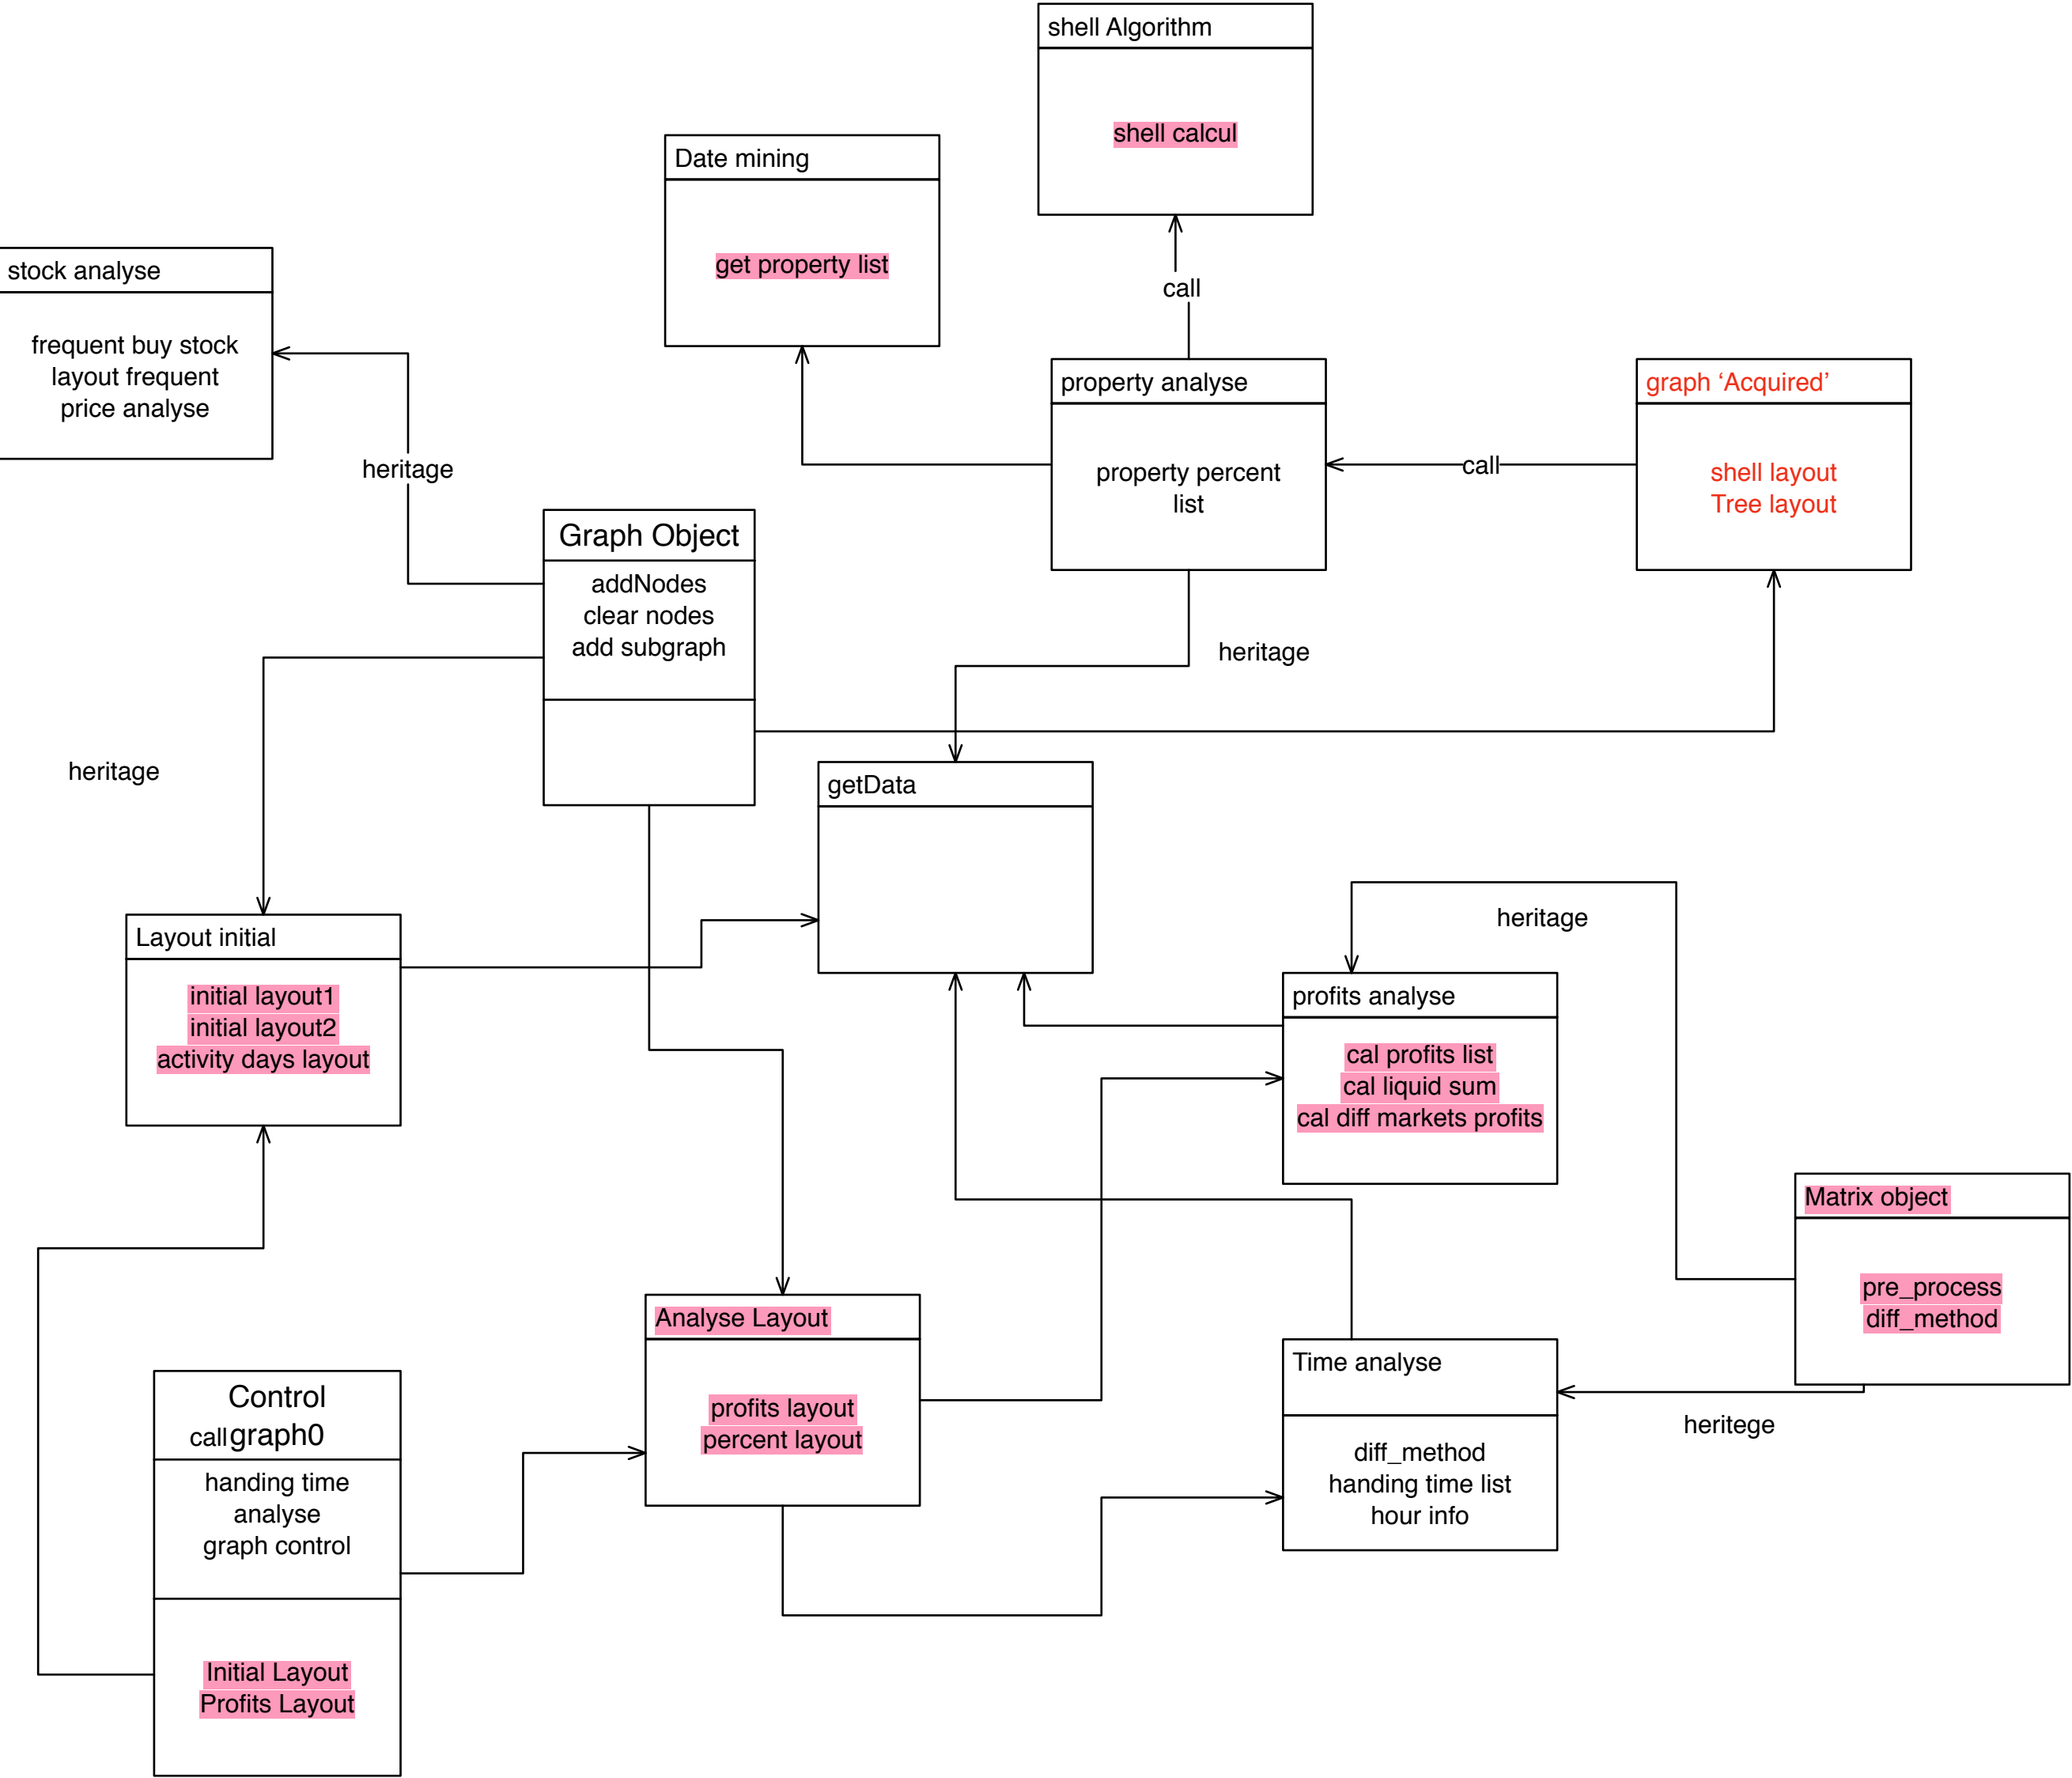 shell Algorithm
shell calcul
Date mining
get property list
stock analyse
frequent buy stock
layout frequent
price analyse
call
property analyse
property percent
list
call
graph ‘Acquired’
shell layout
Tree layout
heritage
Graph Object
addNodes
clear nodes
add subgraph
heritage
heritage
getData
Layout initial
initial layout1
initial layout2
activity days layout
heritage
profits analyse
cal profits list
cal liquid sum
cal diff markets profits
Matrix object
pre_process
diff_method
Analyse Layout
profits layout
percent layout
Time analyse
diff_method
handing time list
hour info
heritege
Control
call graph0
handing time
analyse
graph control
Initial Layout
Profits Layout